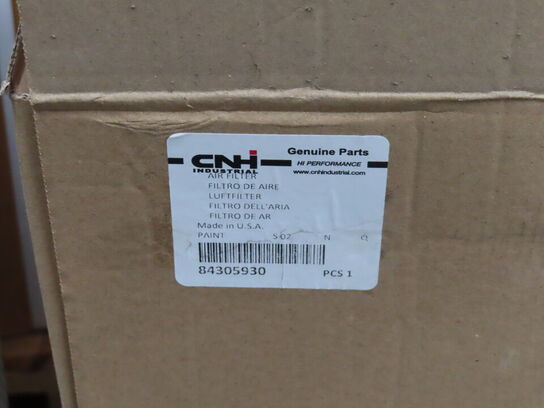 CNH
INDUSTRIAL
Genuine Parts
HI PERFORMANCE
www.cnhindustrial.com
AIR FILTER
FILTRO DE AIRE
LUFTFILTER
FILTRO DELL'ARIA
FILTRO DE AR
Made in U.S.A.
PAINT S 02 N Q
84305930 PCS 1